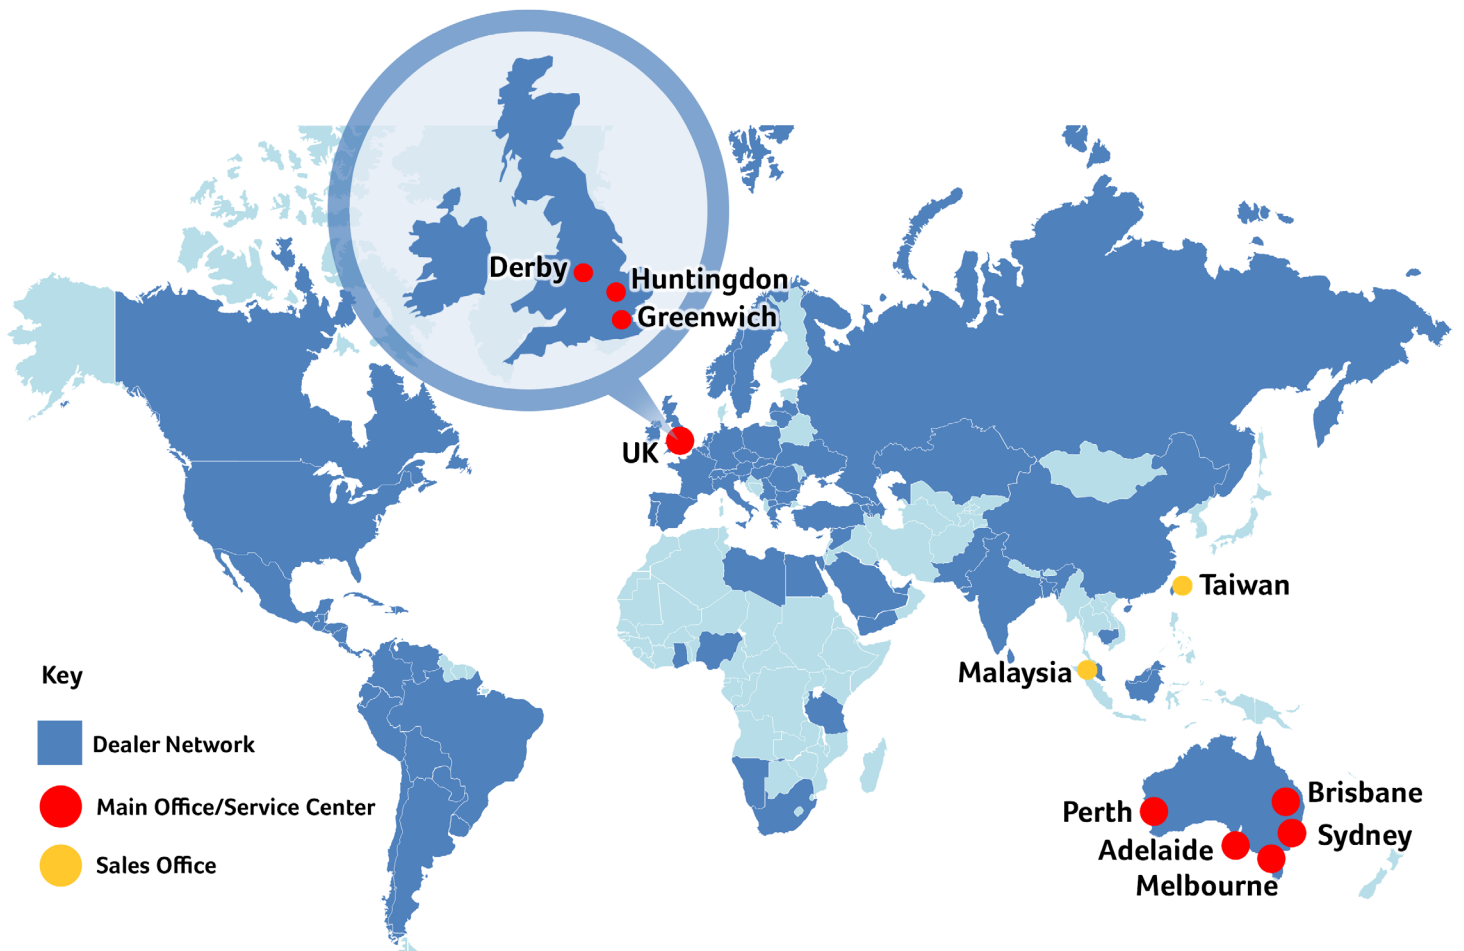 Derby
Huntingdon
Greenwich
UK
Taiwan
Malaysia
Key
Dealer Network
Main Office/Service Center
Sales Office
Perth
Brisbane
Adelaide
Sydney
Melbourne